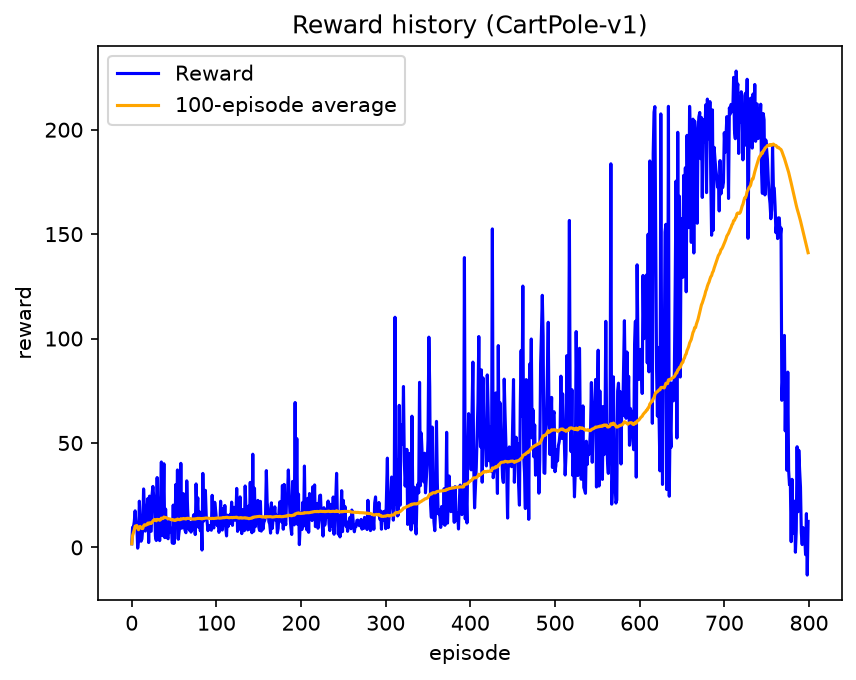 Reward history (CartPole-v1)
Reward
100-episode average
reward
200
150
100
50
0
0 100 200 300 400 500 600 700 800
episode